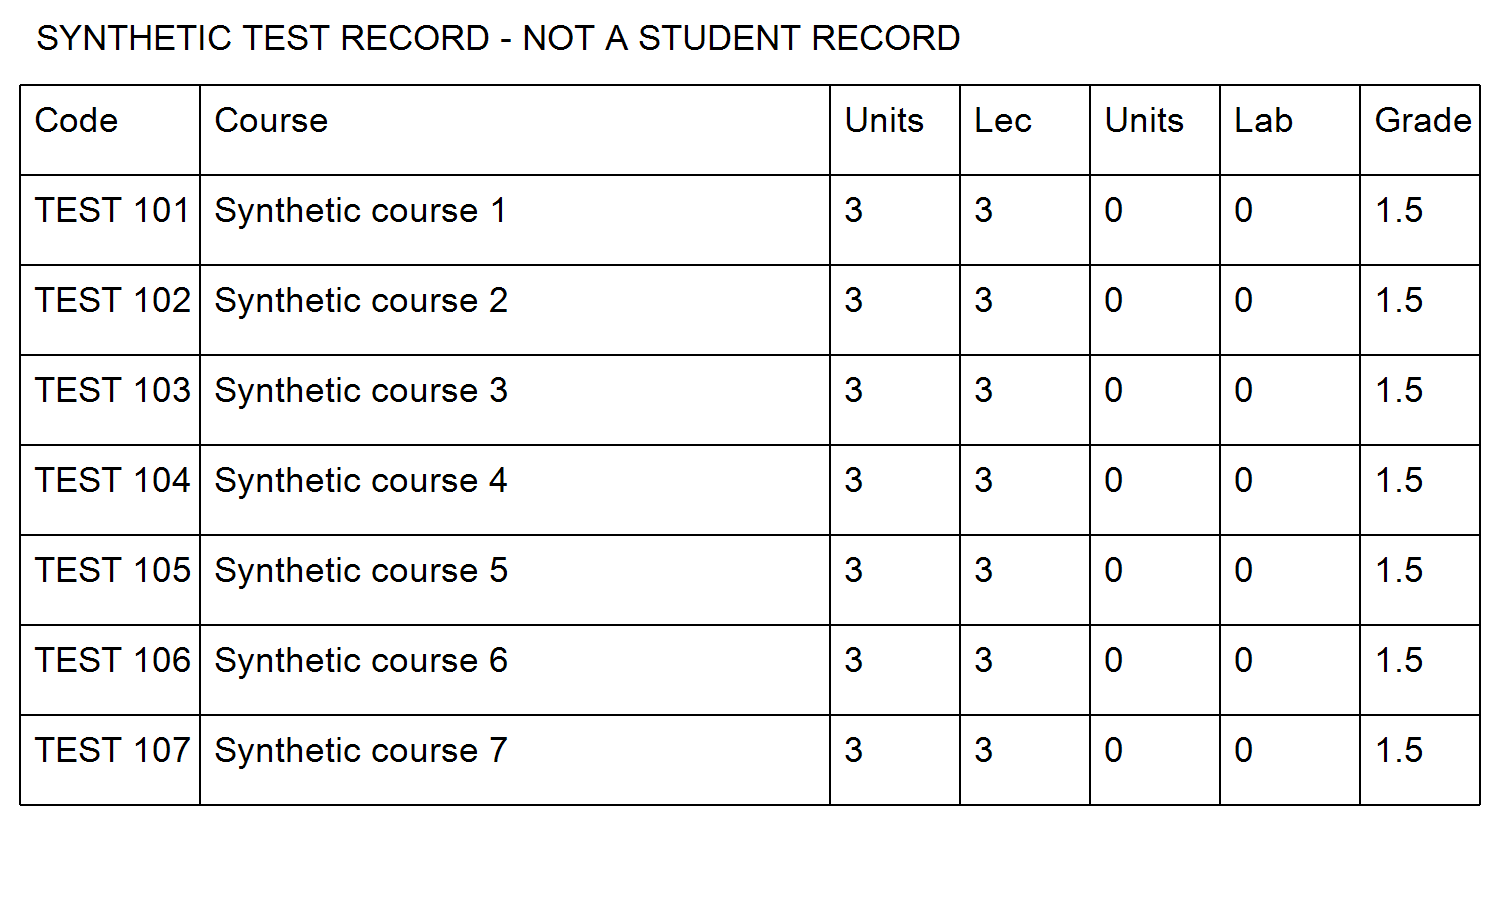 SYNTHETIC TEST RECORD - NOT A STUDENT RECORD
Code Course Units Lec Units Lab Grade
TEST 101 Synthetic course 1 3 3 0 0 1.5
TEST 102 Synthetic course 2 3 3 0 0 1.5
TEST 103 Synthetic course 3 3 3 0 0 1.5
TEST 104 Synthetic course 4 3 3 0 0 1.5
TEST 105 Synthetic course 5 3 3 0 0 1.5
TEST 106 Synthetic course 6 3 3 0 0 1.5
TEST 107 Synthetic course 7 3 3 0 0 1.5